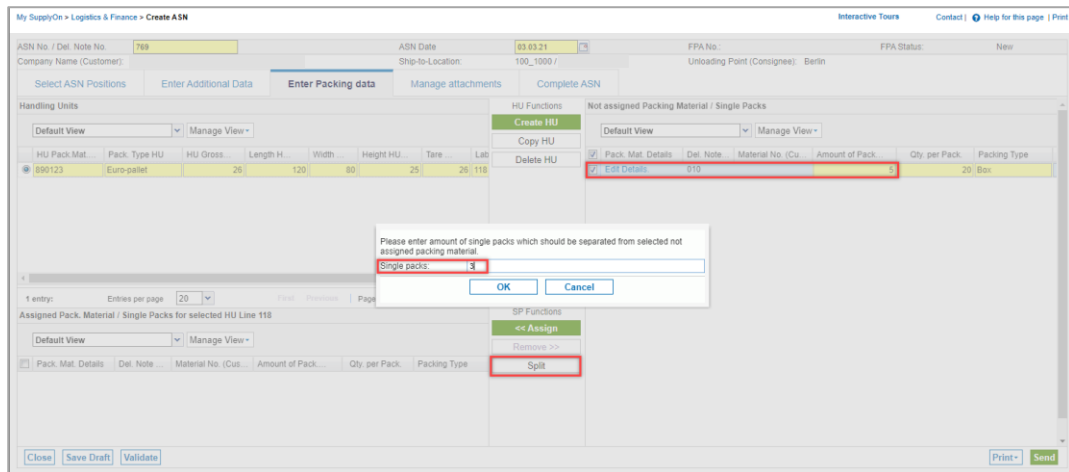 My SupplyOn > Logistics & Finance > Create ASN
Interactive Tours Contact | Help for this page | Print
ASN No. / Del. Note No. 769 ASN Date 03.03.21 FPA No.: FPA Status: New
Company Name (Customer): Ship-to-Location: 100_1000 / Unloading Point (Consignee): Berlin
Select ASN Positions Enter Additional Data Enter Packing data Manage attachments Complete ASN
Handling Units HU Functions Not assigned Packing Material / Single Packs
Default View Manage View Create HU Default View Manage View
Copy HU
HU Pack.Mat.... Pack. Type HU HU Gross... Length H... Width ... Height HU... Tare ... Lab Delete HU Pack. Mat. Details Del. Note... Material No. (Cu... Amount of Pack... Qty. per Pack. Packing Type
890123 Euro-pallet 26 120 80 25 26 118 Edit Details. 010 5 20 Box
Please enter amount of single packs which should be separated from selected not
assigned packing material.
Single packs: 3
OK Cancel
1 entry: Entries per page 20 First Previous Page
Assigned Pack. Material / Single Packs for selected HU Line 118 SP Functions
Default View Manage View << Assign
Remove >>
Pack. Mat. Details Del. Note ... Material No. (Cus... Amount of Pack.... Qty. per Pack. Packing Type Split
Close Save Draft Validate Print Send